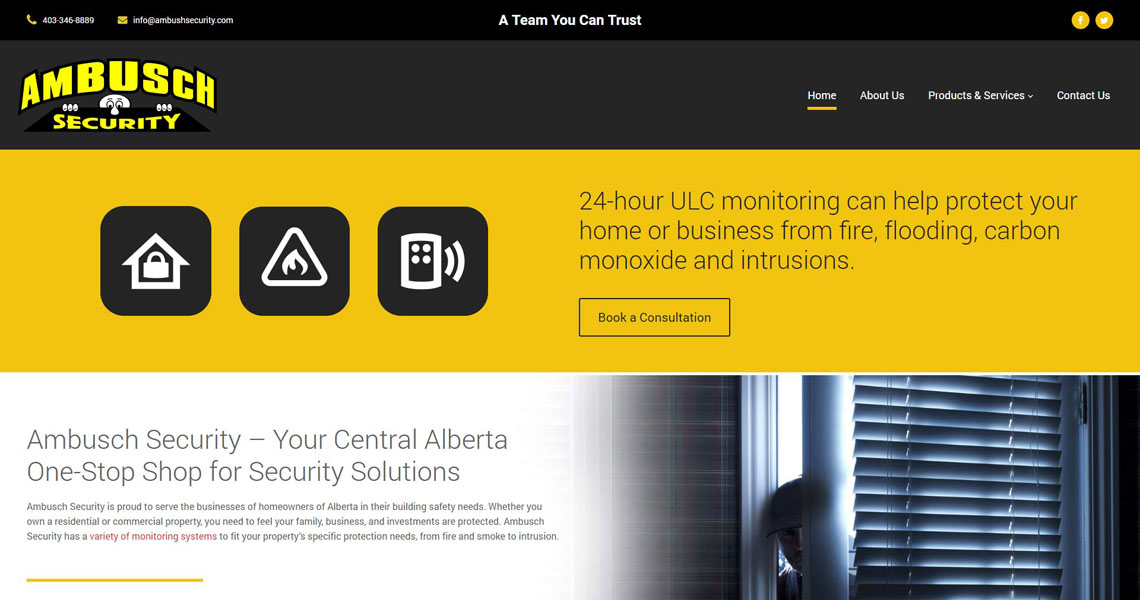 403-346-8889
info@ambushsecurity.com
A Team You Can Trust
AMBUSCH
SECURITY
Home
About Us
Products & Services
Contact Us
24-hour ULC monitoring can help protect your
home or business from fire, flooding, carbon
monoxide and intrusions.
Book a Consultation
Ambusch Security – Your Central Alberta
One-Stop Shop for Security Solutions
Ambusch Security is proud to serve the businesses of homeowners of Alberta in their building safety needs. Whether you
own a residential or commercial property, you need to feel your family, business, and investments are protected. Ambusch
Security has a variety of monitoring systems to fit your property's specific protection needs, from fire and smoke to intrusion.